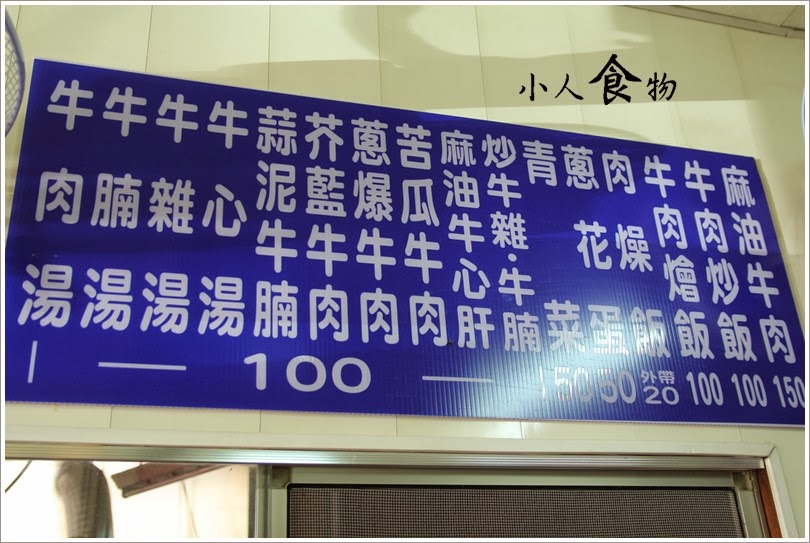 小人食物
牛肉湯
牛腩湯
牛雜湯
牛心湯
蒜泥牛腩
芥藍牛肉
蔥爆牛肉
苦瓜牛肉
麻油牛心肝
炒牛雜·牛腩
100
青菜 50
蔥花蛋 50
肉燥飯 外帶20
牛肉燴飯 100
牛肉炒飯 100
麻油牛肉 150